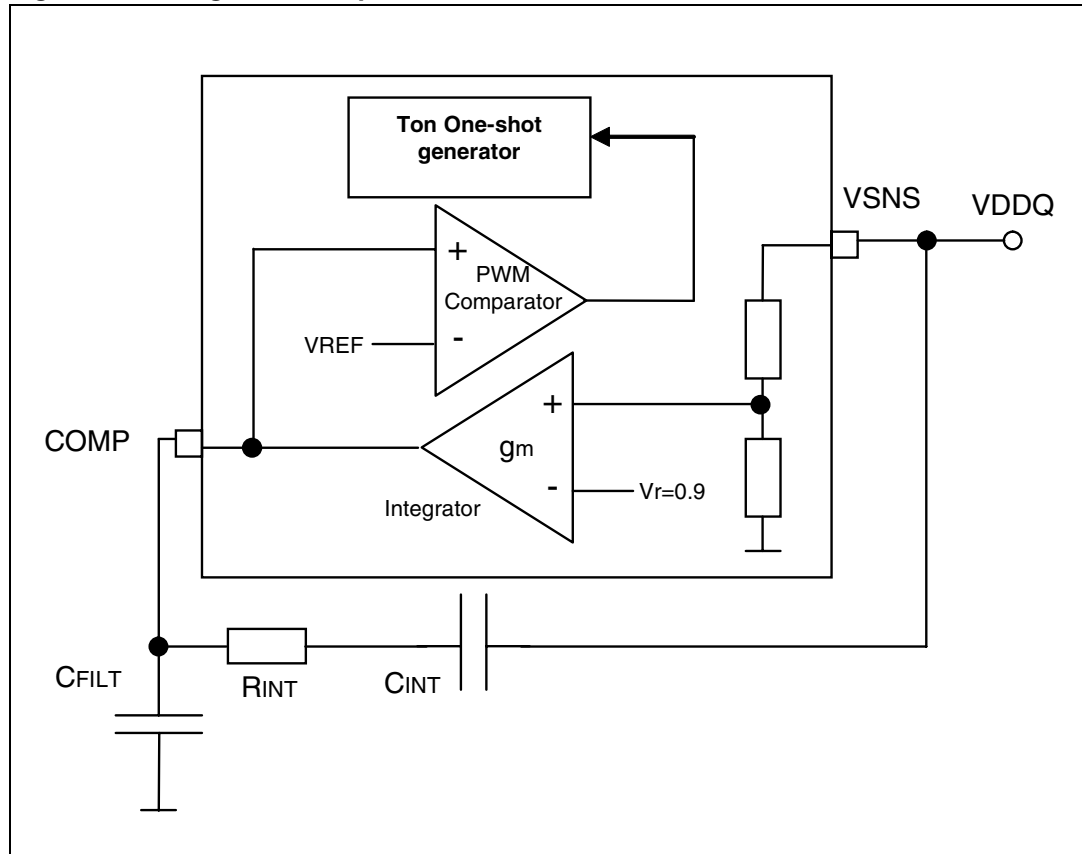 Ton One-shot
generator
VSNS
VDDQ
+
PWM
Comparator
-
VREF
+
gm
-
Vr=0.9
COMP
Integrator
CFILT
RINT
CINT